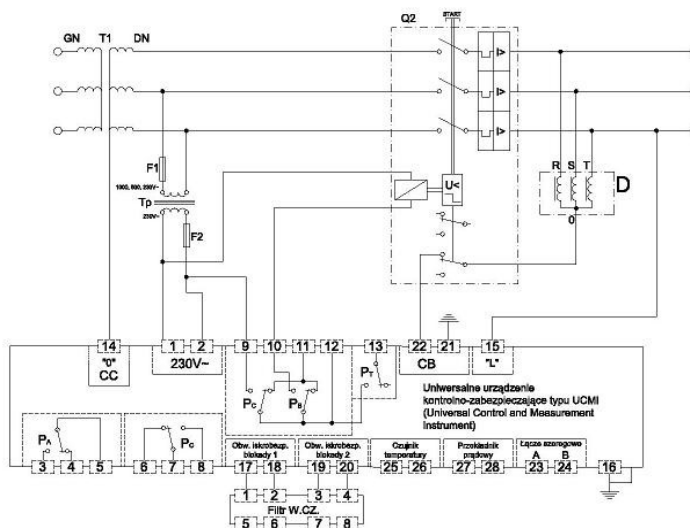 Q2
START
GN T1 DN
I>
I>
I>
F1
1000, 500, 230V~
Tp
230V~
F2
U<
R S T
D
0
14
1 2
9 10 11 12
13
22 21
15
"0"
CC
230V~
CB
"L"
PC
PB
PT
Uniwersalne urządzenie
kontrolno-zabezpieczające typu UCMI
(Universal Control and Measurement
Instrument)
PA
PC
3 4 5
6 7 8
Obw. iskrobezp.
blokady 1
Obw. iskrobezp.
blokady 2
Czujnik
temperatury
Przekładnik
prądowy
Łącze szeregowe
A B
17 18
19 20
25 26
27 28
23 24
16
1 2 3 4
Filtr W.CZ.
5 6 7 8